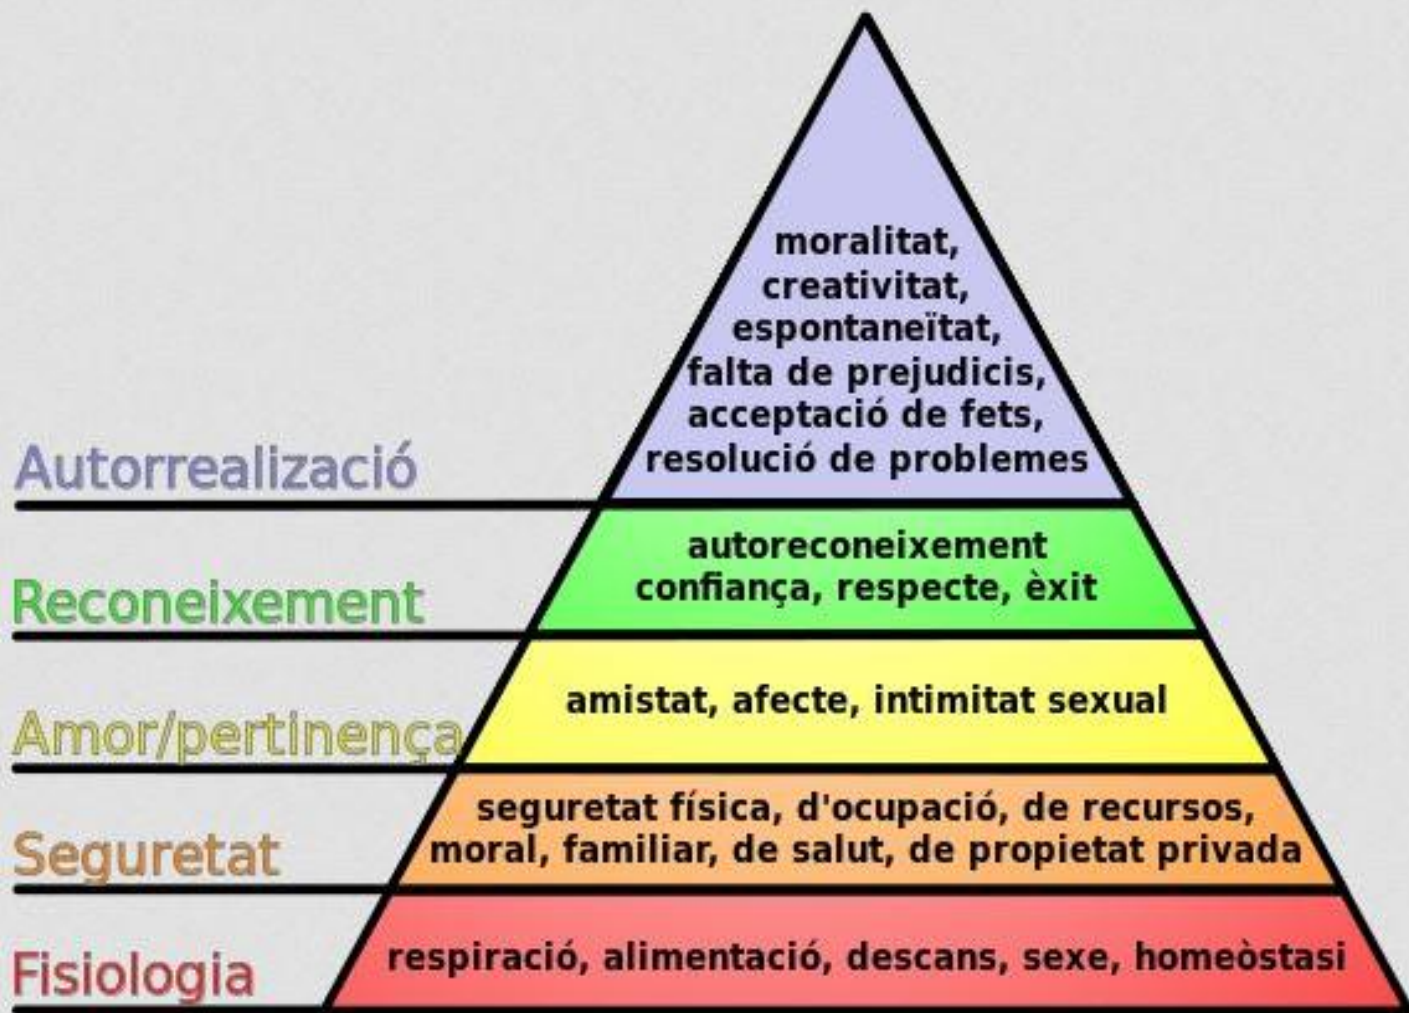 moralitat,
creativitat,
espontaneïtat,
falta de prejudicis,
acceptació de fets,
resolució de problemes
Autorrealizació
autoreconeixement
confiança, respecte, èxit
Reconeixement
amistat, afecte, intimitat sexual
Amor/pertinença
seguretat física, d'ocupació, de recursos,
moral, familiar, de salut, de propietat privada
Seguretat
respiració, alimentació, descans, sexe, homeòstasi
Fisiologia